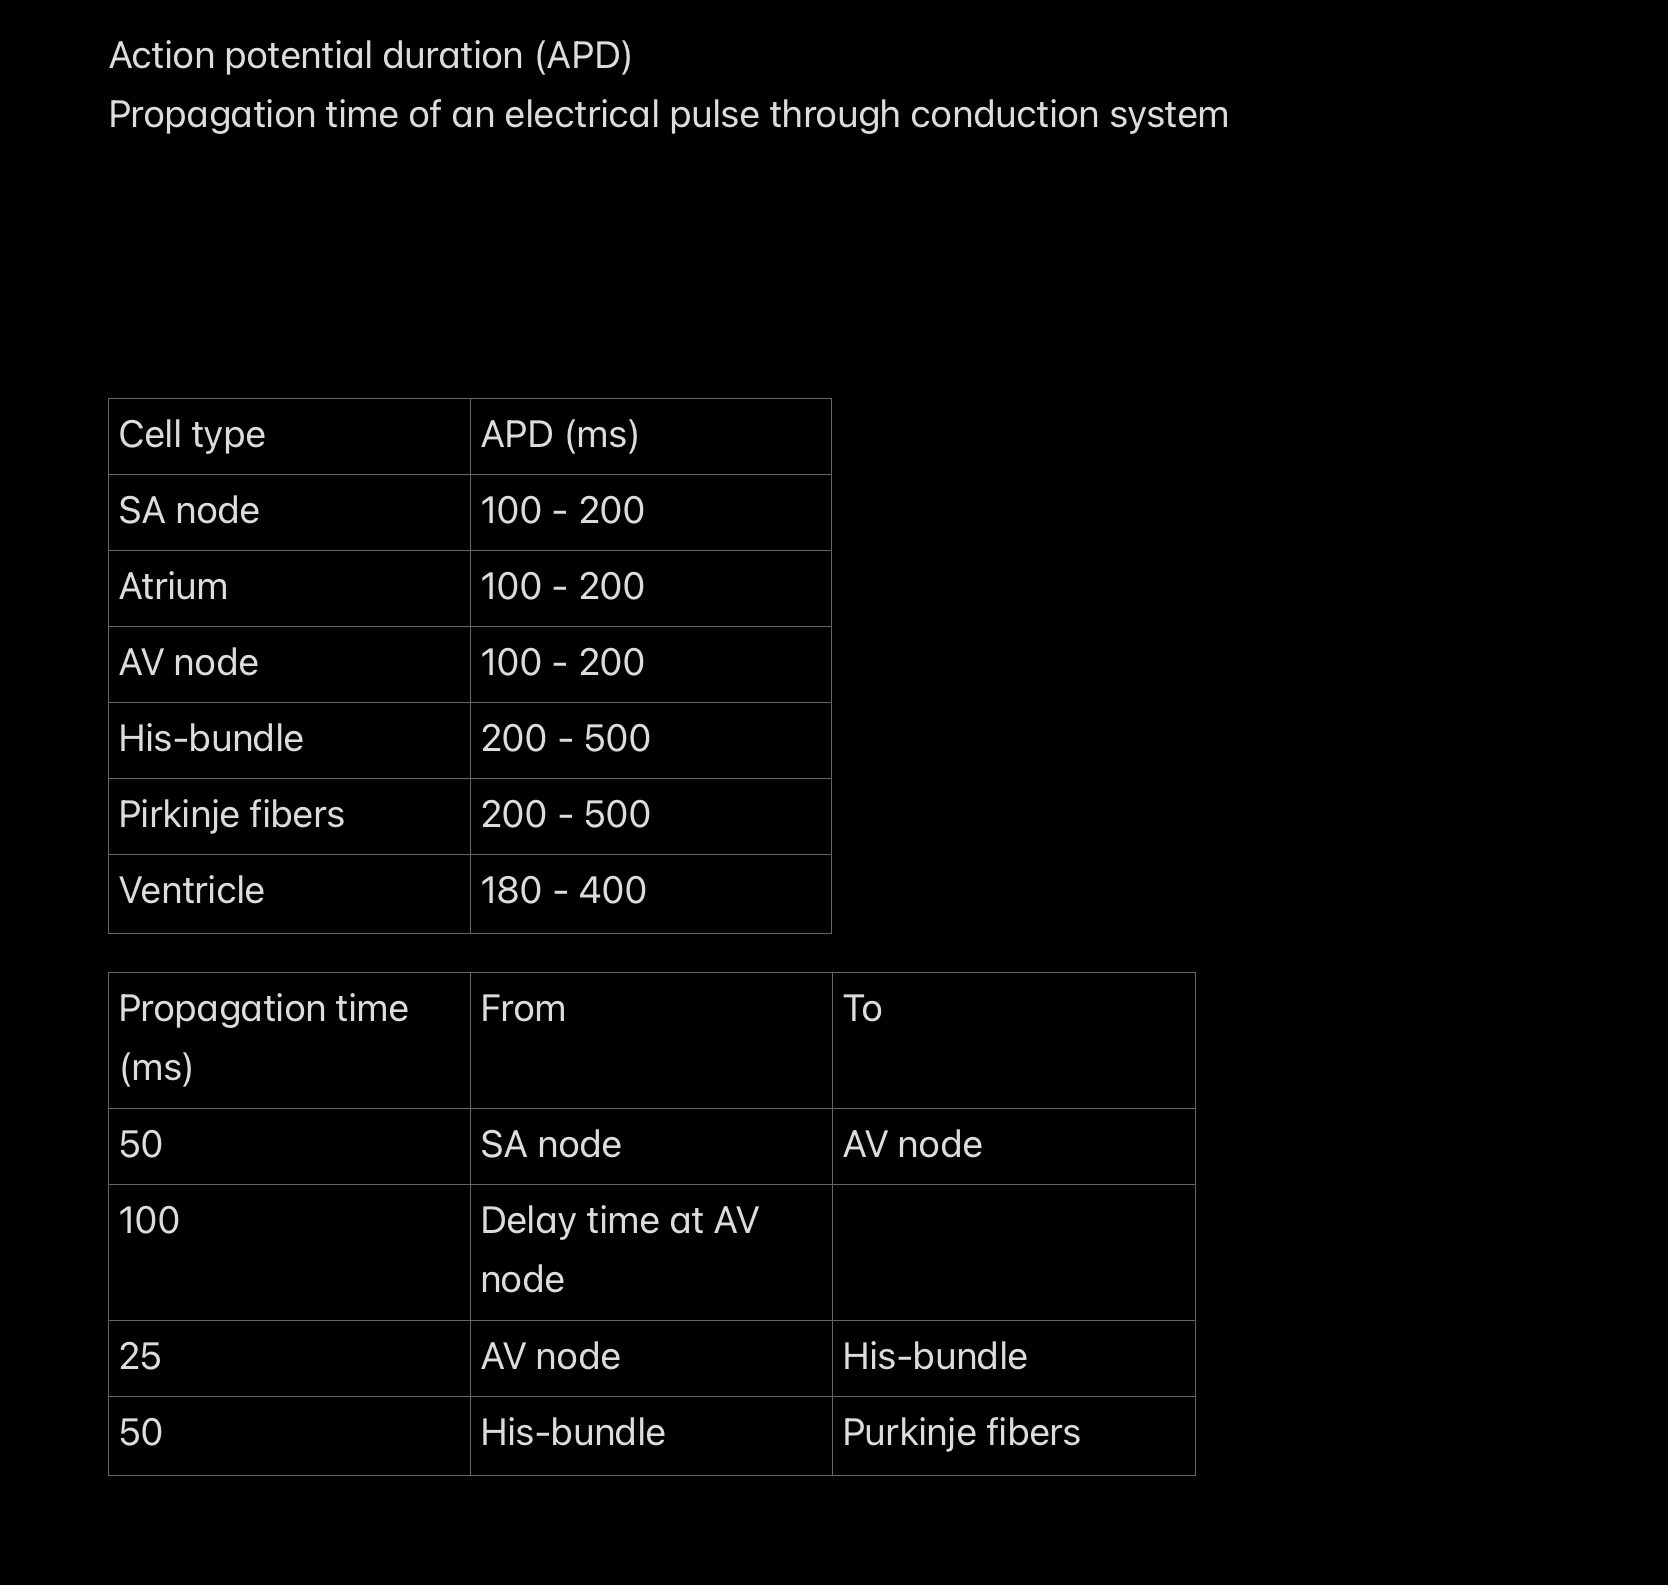 Action potential duration (APD)
Propagation time of an electrical pulse through conduction system
Cell type APD (ms)
SA node 100 - 200
Atrium 100 - 200
AV node 100 - 200
His-bundle 200 - 500
Pirkinje fibers 200 - 500
Ventricle 180 - 400
Propagation time From To
(ms)
50 SA node AV node
100 Delay time at AV
node
25 AV node His-bundle
50 His-bundle Purkinje fibers